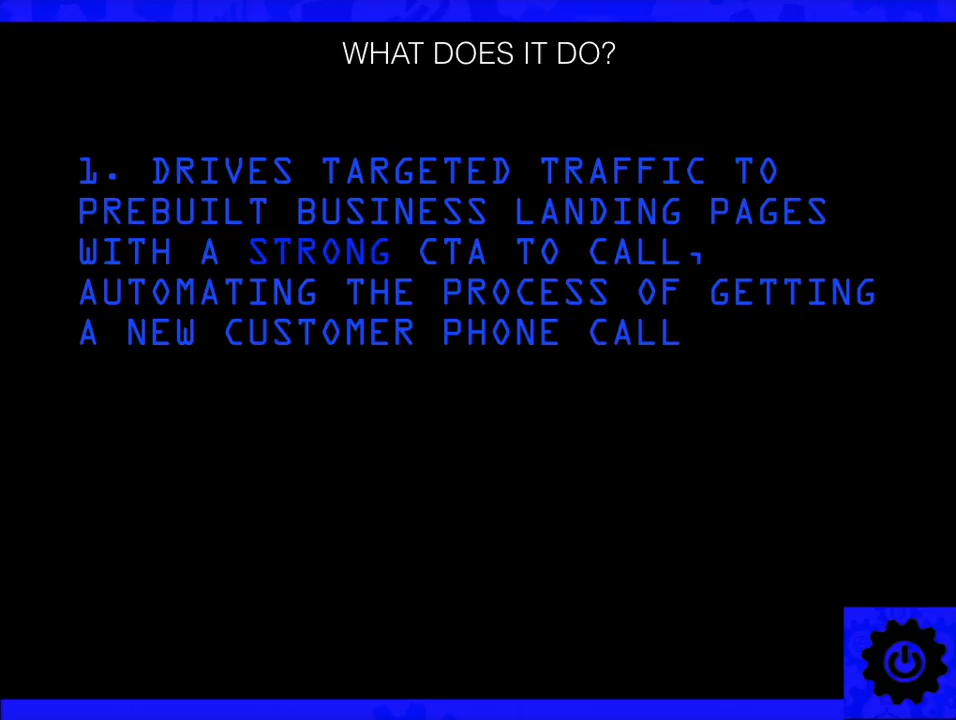 WHAT DOES IT DO?
1. DRIVES TARGETED TRAFFIC TO
PREBUILT BUSINESS LANDING PAGES
WITH A STRONG CTA TO CALL,
AUTOMATING THE PROCESS OF GETTING
A NEW CUSTOMER PHONE CALL